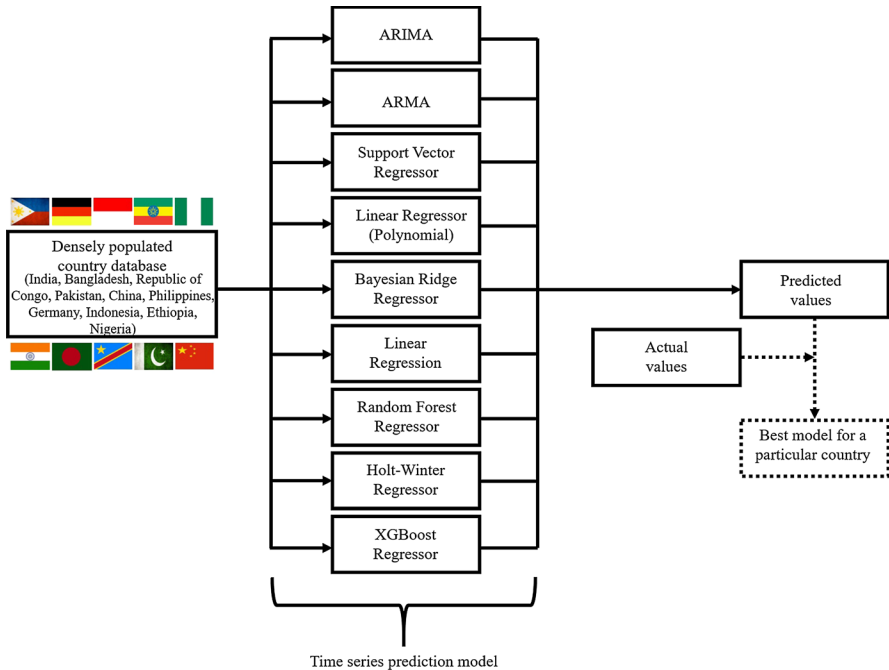 Densely populated
country database
(India, Bangladesh, Republic of
Congo, Pakistan, China, Philippines,
Germany, Indonesia, Ethiopia,
Nigeria)
ARIMA
ARMA
Support Vector
Regressor
Linear Regressor
(Polynomial)
Bayesian Ridge
Regressor
Linear
Regression
Random Forest
Regressor
Holt-Winter
Regressor
XGBoost
Regressor
Time series prediction model
Predicted
values
Actual
values
Best model for a
particular country